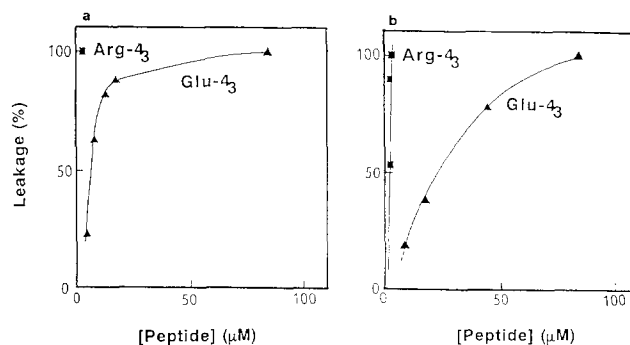 a
Leakage (%)
100
50
0
Arg-4₃
Glu-4₃
0
50
100
[Peptide] (µM)
b
100
50
0
Arg-4₃
Glu-4₃
0
50
100
[Peptide] (µM)